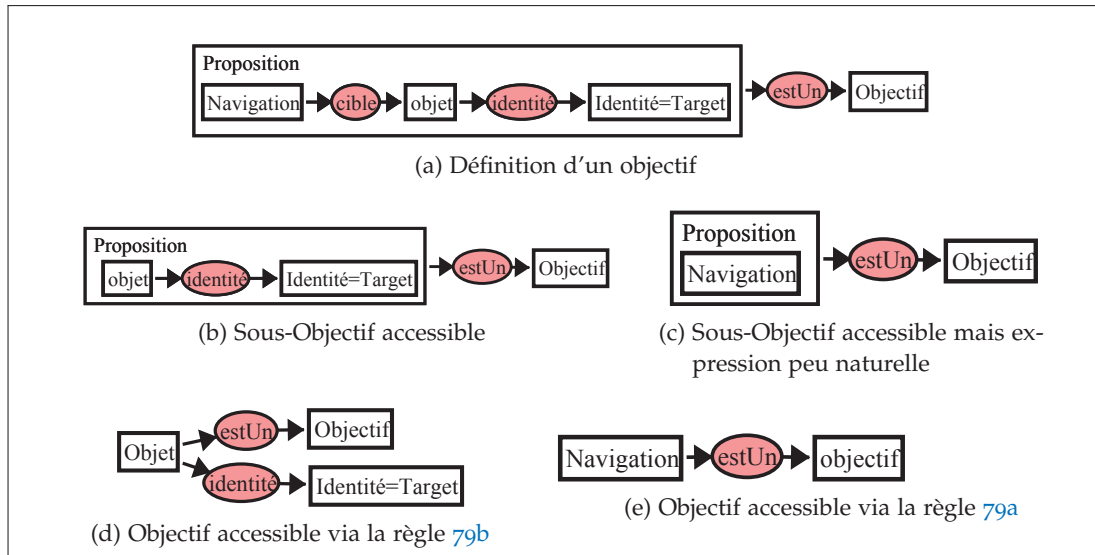 Proposition
Navigation cible objet identité Identité=Target estUn Objectif
(a) Définition d'un objectif
Proposition
objet identité Identité=Target estUn Objectif
(b) Sous-Objectif accessible
Proposition
Navigation estUn Objectif
(c) Sous-Objectif accessible mais ex-
pression peu naturelle
Objet estUn Objectif
identité Identité=Target
(d) Objectif accessible via la règle 79b
Navigation estUn objectif
(e) Objectif accessible via la règle 79a